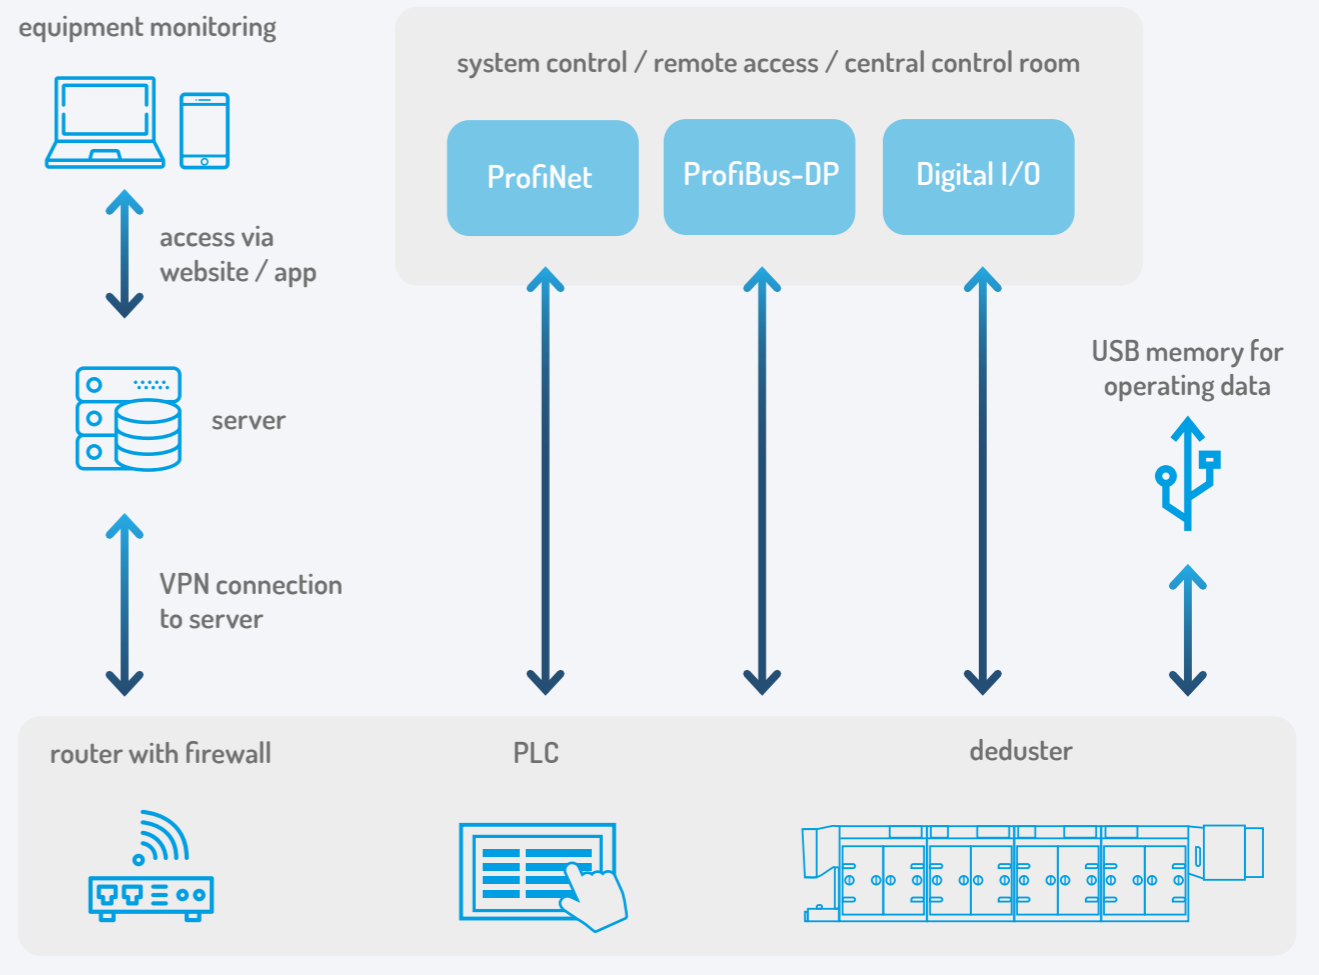 equipment monitoring
system control / remote access / central control room
ProfiNet
ProfiBus-DP
Digital I/O
access via
website / app
USB memory for
operating data
server
VPN connection
to server
router with firewall
PLC
deduster